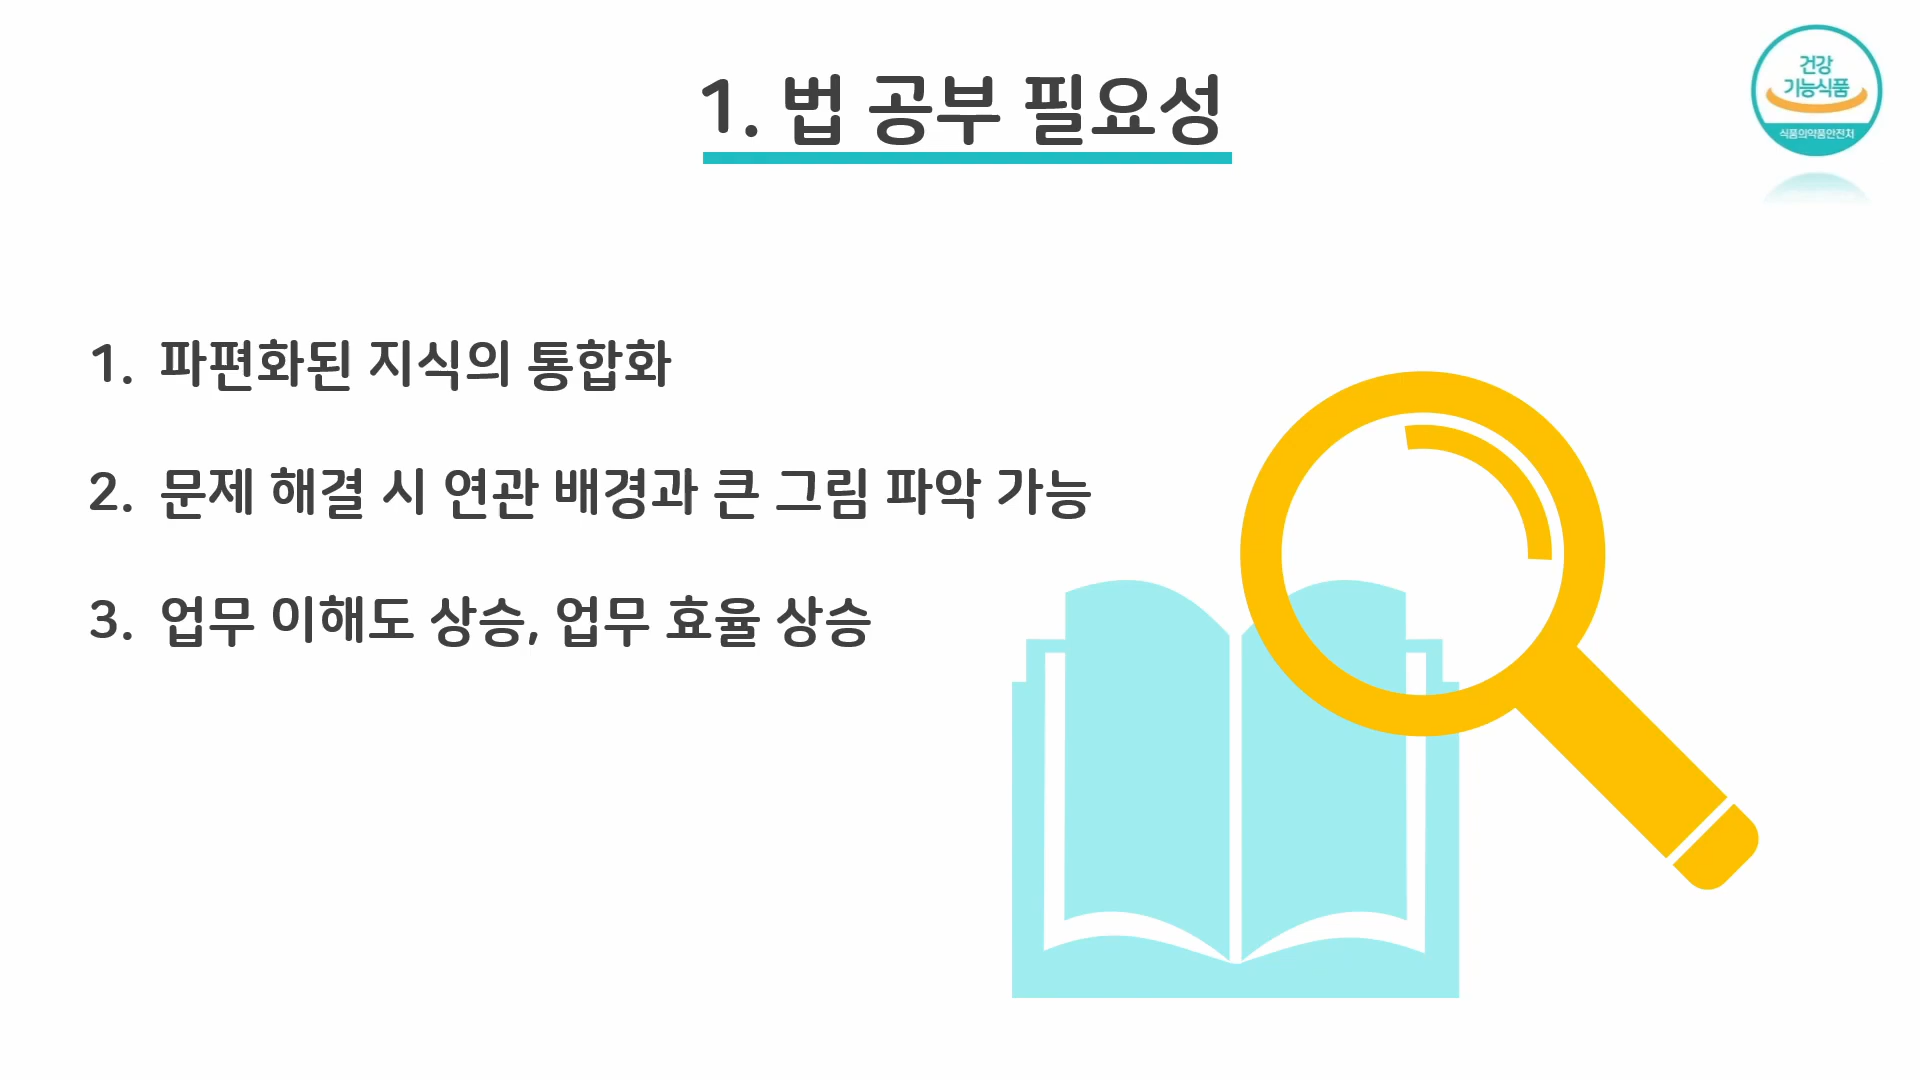 1. 법 공부 필요성
건강
기능식품
식품의약품안전처
1. 파편화된 지식의 통합화
2. 문제 해결 시 연관 배경과 큰 그림 파악 가능
3. 업무 이해도 상승, 업무 효율 상승